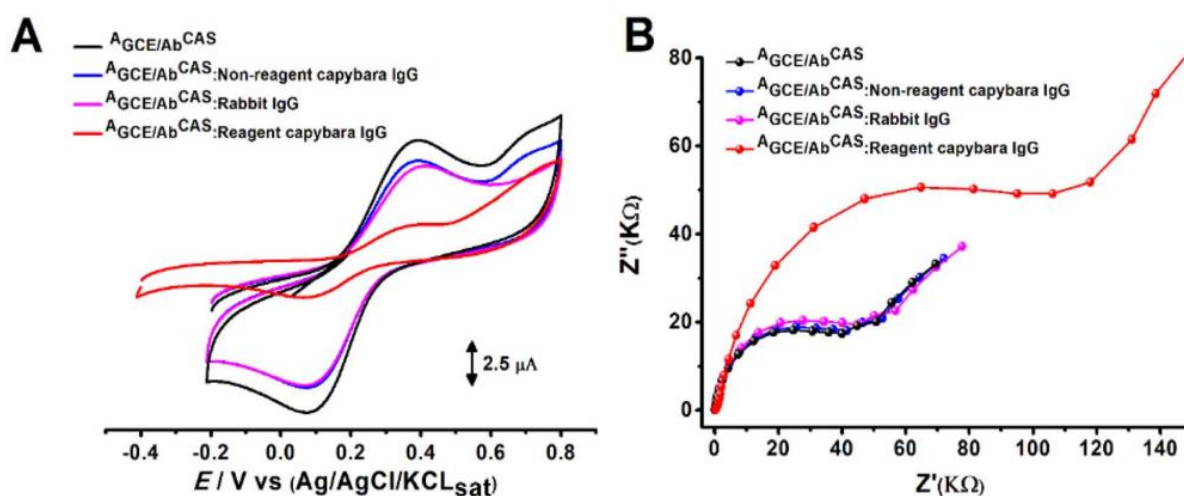 A
AGCE/AbCAS
AGCE/AbCAS:Non-reagent capybara IgG
AGCE/AbCAS:Rabbit IgG
AGCE/AbCAS:Reagent capybara IgG
2.5 µA
-0.4 -0.2 0.0 0.2 0.4 0.6 0.8
E / V vs (Ag/AgCl/KCLsat)
B
AGCE/AbCAS
AGCE/AbCAS:Non-reagent capybara IgG
AGCE/AbCAS:Rabbit IgG
AGCE/AbCAS:Reagent capybara IgG
80
60
40
20
0
Z''(KΩ)
0 20 40 60 80 100 120 140
Z'(KΩ)